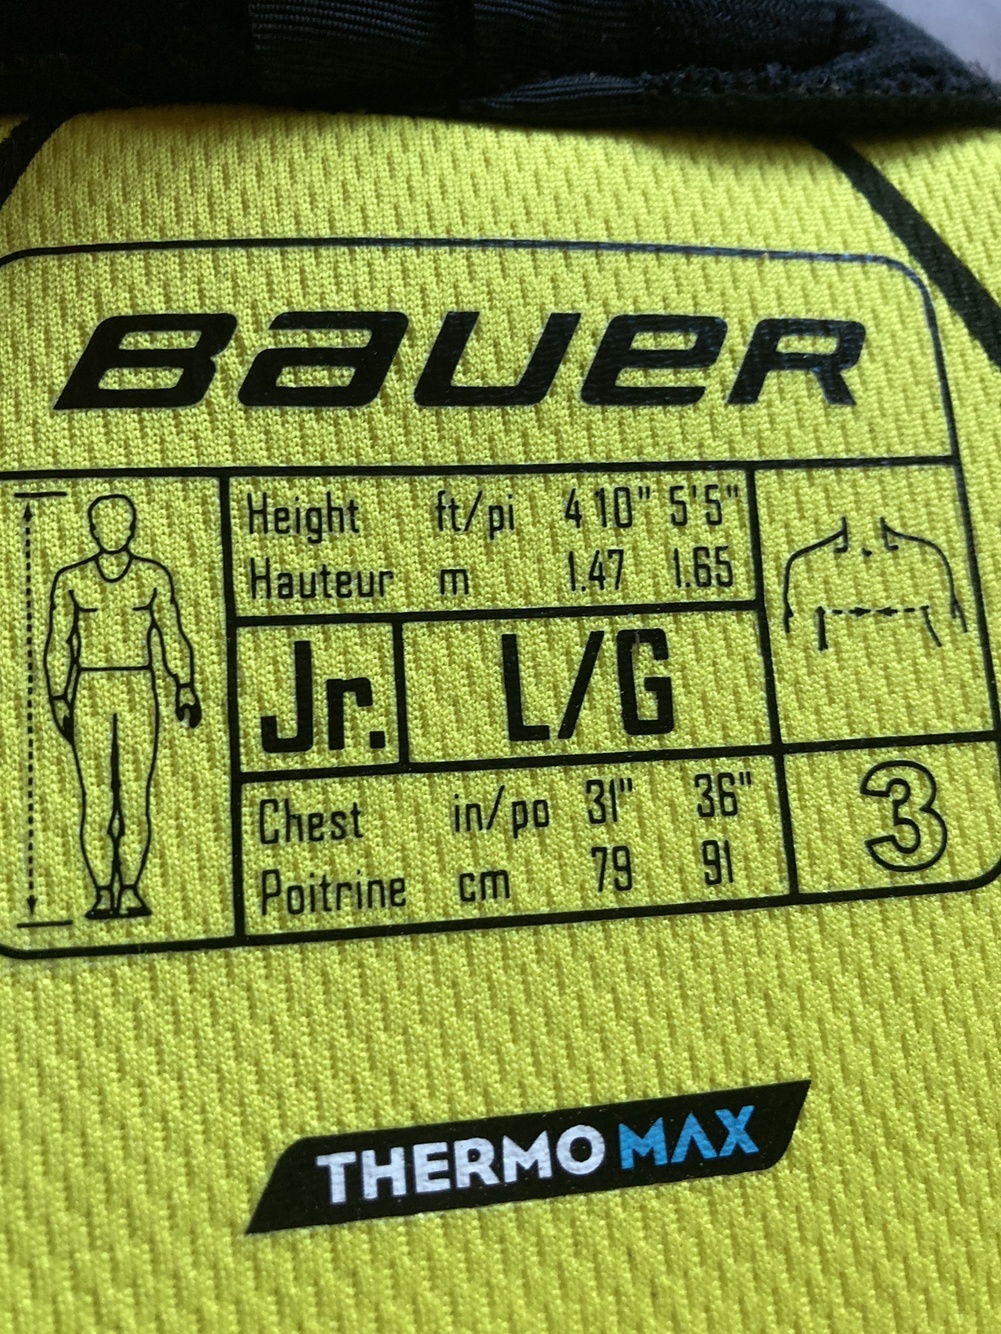 BAUER
Height ft/pi 4 10" 5'5"
Hauteur m 1.47 1.65
Jr. L/G
Chest in/po 31" 36"
Poitrine cm 79 91
3
THERMO MAX